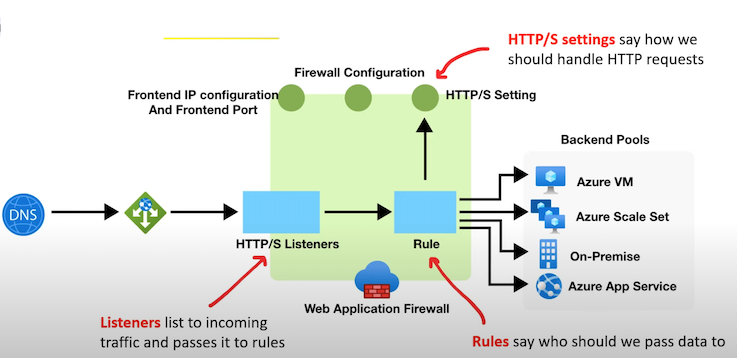 HTTP/S settings say how we
should handle HTTP requests
Firewall Configuration
Frontend IP configuration
And Frontend Port
HTTP/S Setting
Backend Pools
DNS
Azure VM
Azure Scale Set
On-Premise
Azure App Service
HTTP/S Listeners
Rule
Web Application Firewall
Listeners list to incoming
traffic and passes it to rules
Rules say who should we pass data to